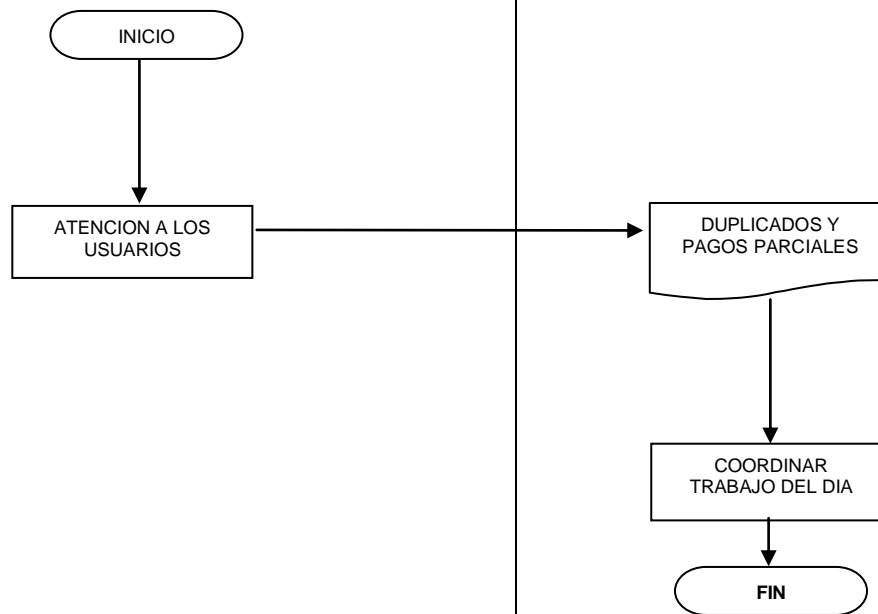 INICIO
ATENCION A LOS
USUARIOS
DUPLICADOS Y
PAGOS PARCIALES
COORDINAR
TRABAJO DEL DIA
FIN